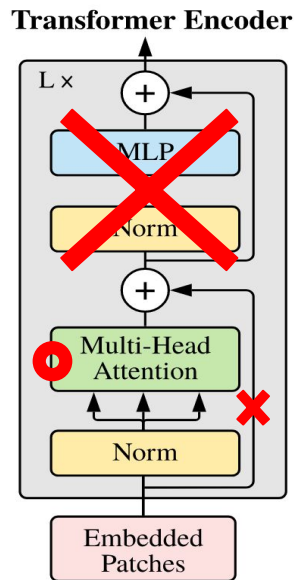 Transformer Encoder
L ×
+
MLP
Norm
+
Multi-Head
Attention
Norm
Embedded
Patches